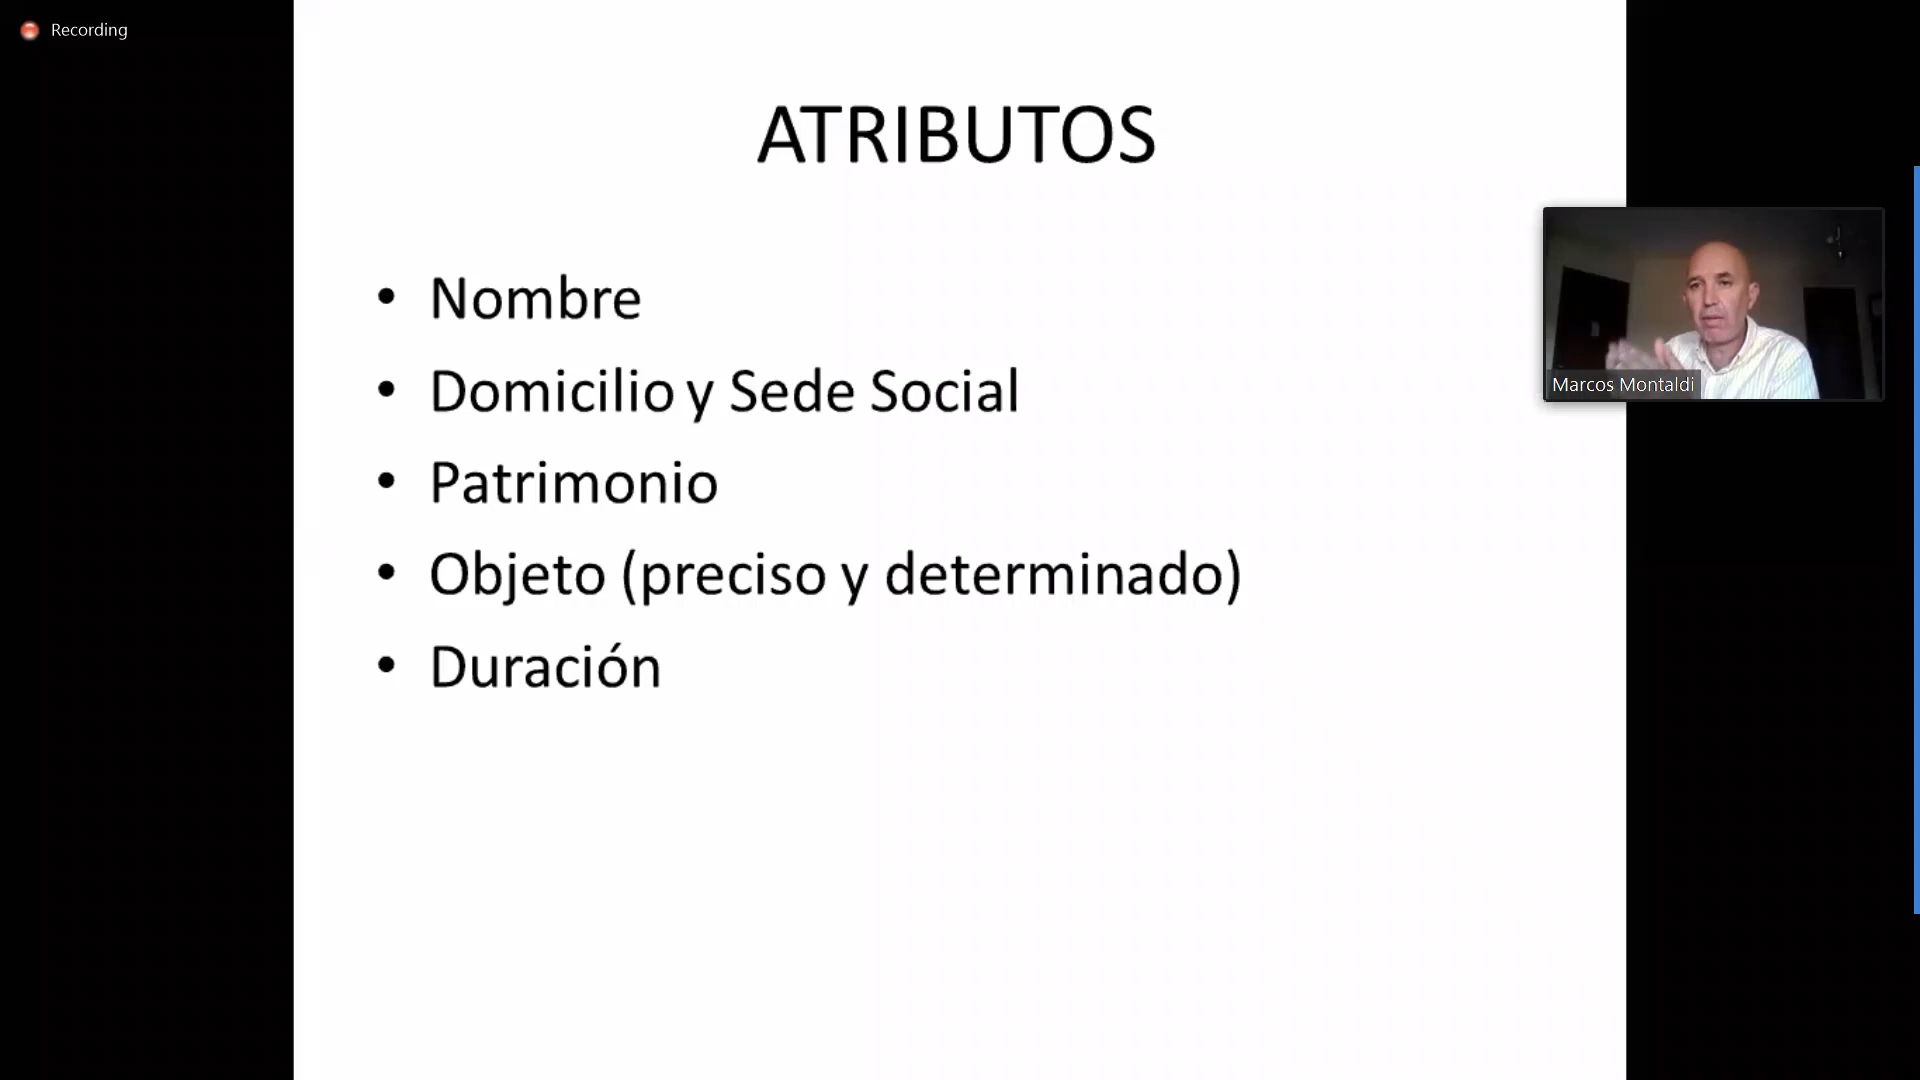 Recording
ATRIBUTOS
• Nombre
• Domicilio y Sede Social
• Patrimonio
• Objeto (preciso y determinado)
• Duración
Marcos Montaldi